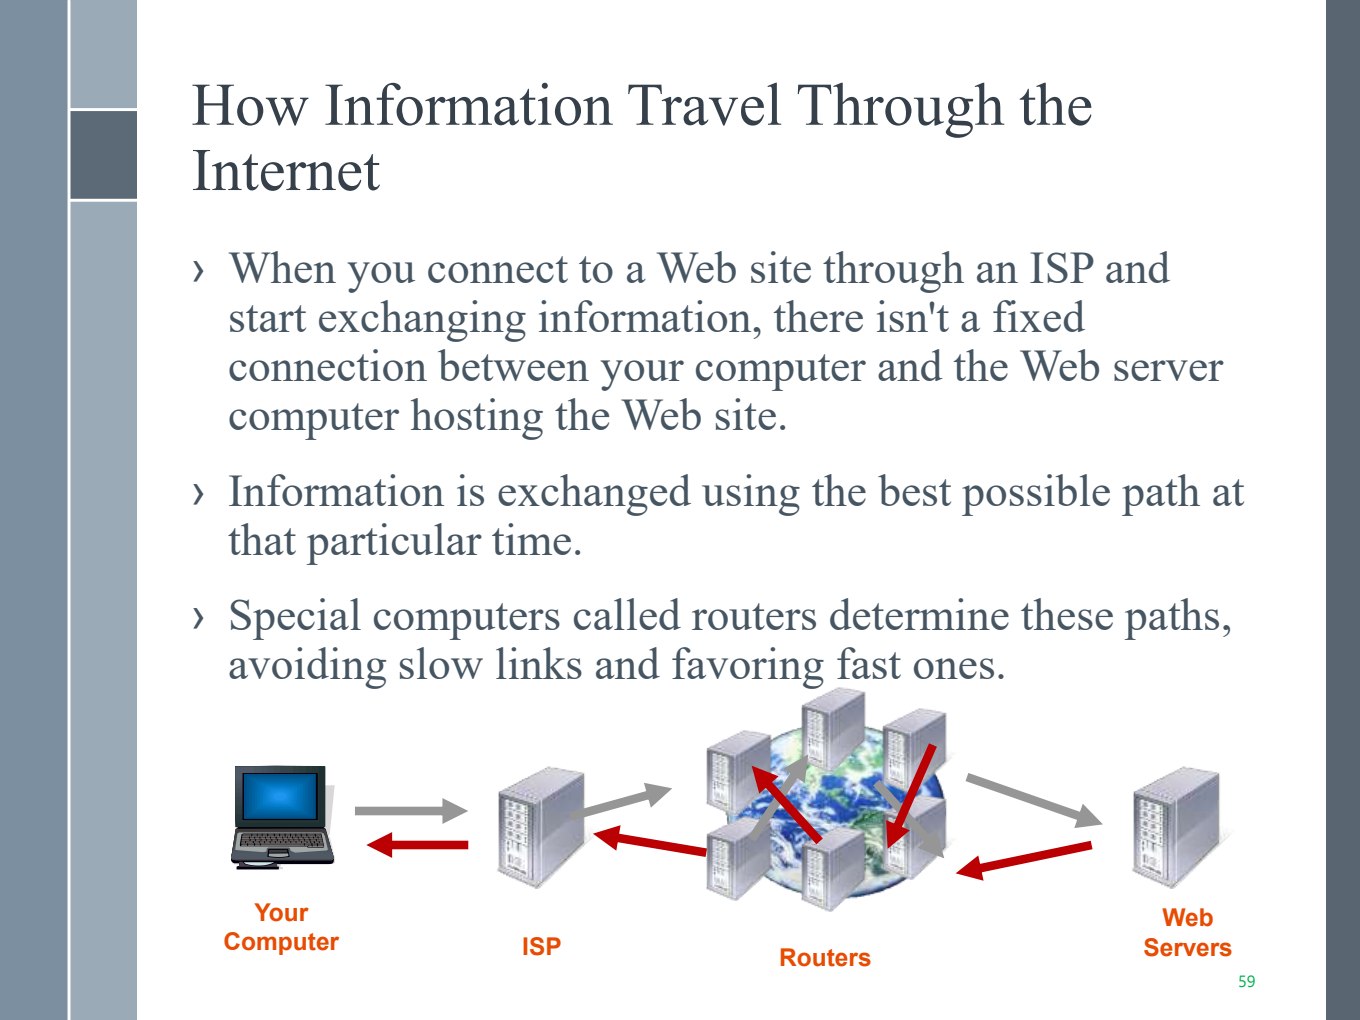 How Information Travel Through the
Internet
› When you connect to a Web site through an ISP and
start exchanging information, there isn't a fixed
connection between your computer and the Web server
computer hosting the Web site.
› Information is exchanged using the best possible path at
that particular time.
› Special computers called routers determine these paths,
avoiding slow links and favoring fast ones.
Your
Computer
ISP
Routers
Web
Servers
59